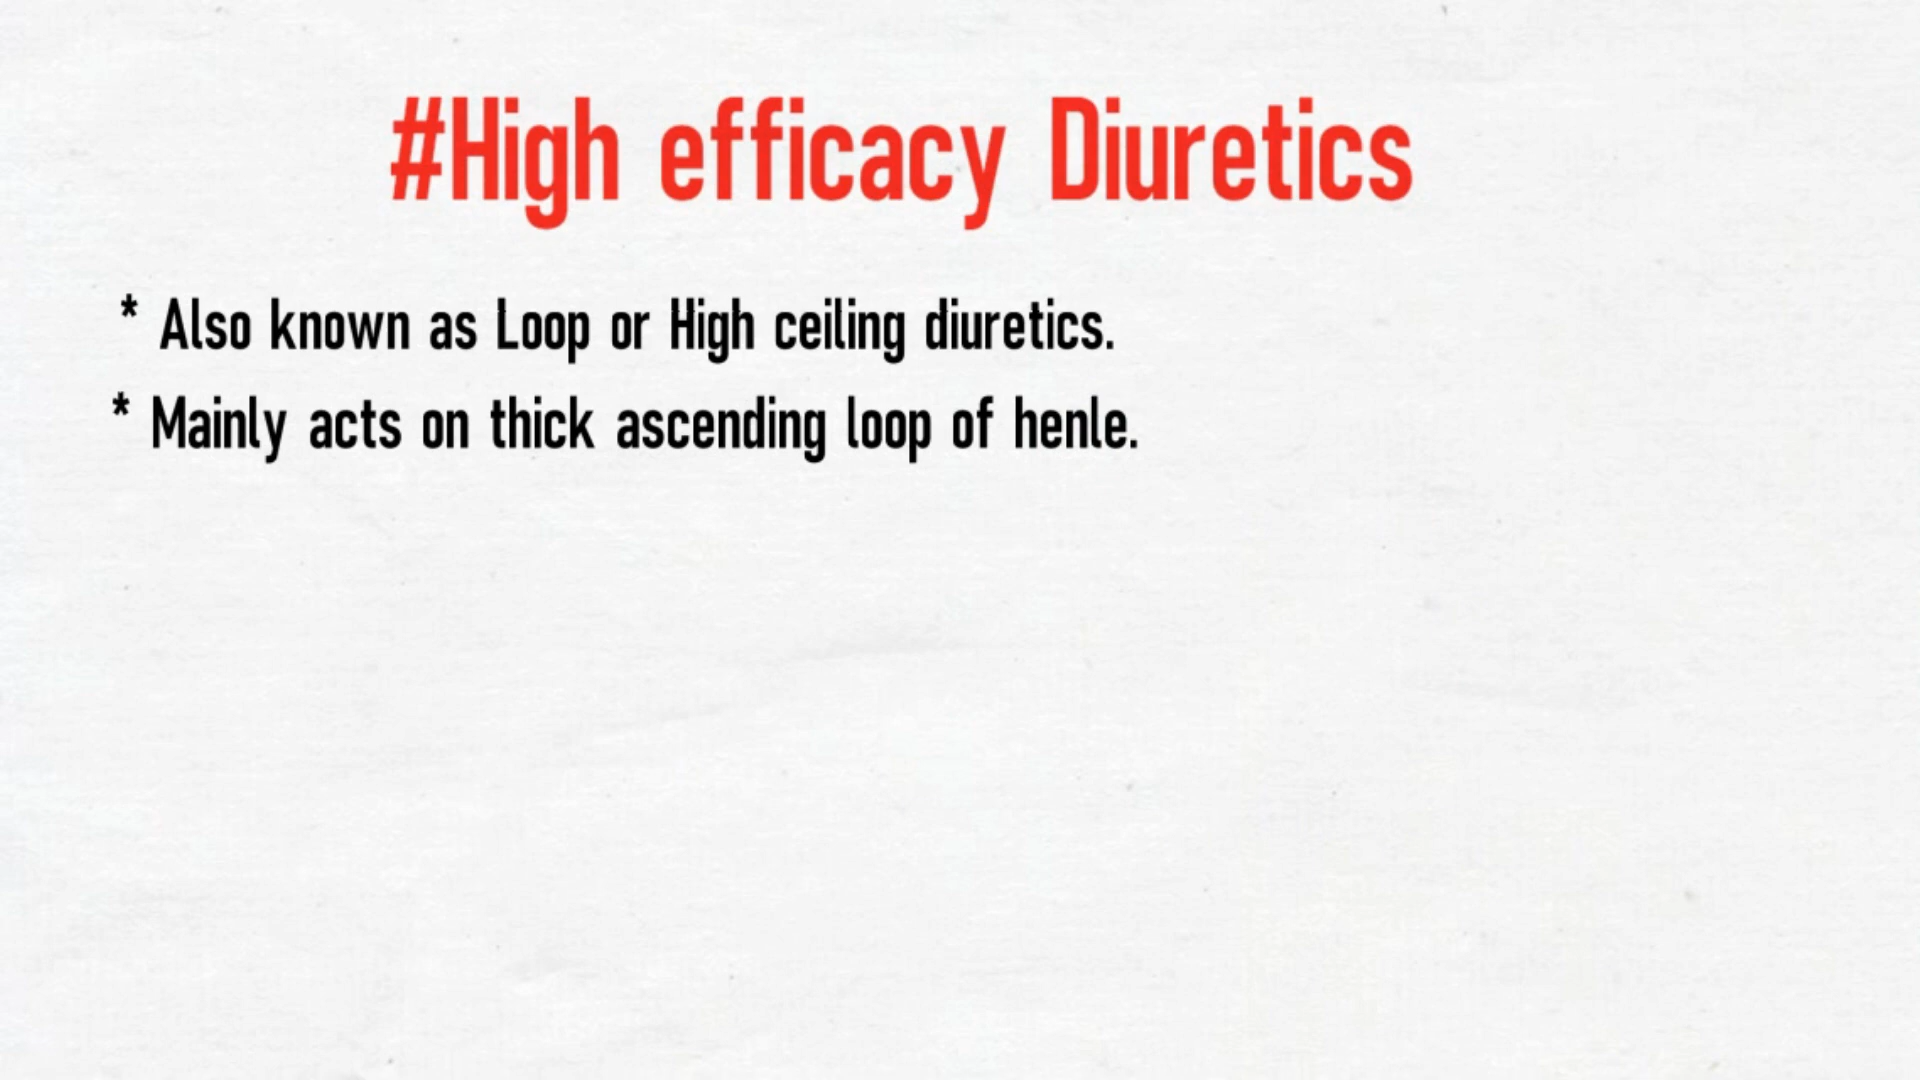 #High efficacy Diuretics
* Also known as Loop or High ceiling diuretics.
* Mainly acts on thick ascending loop of henle.